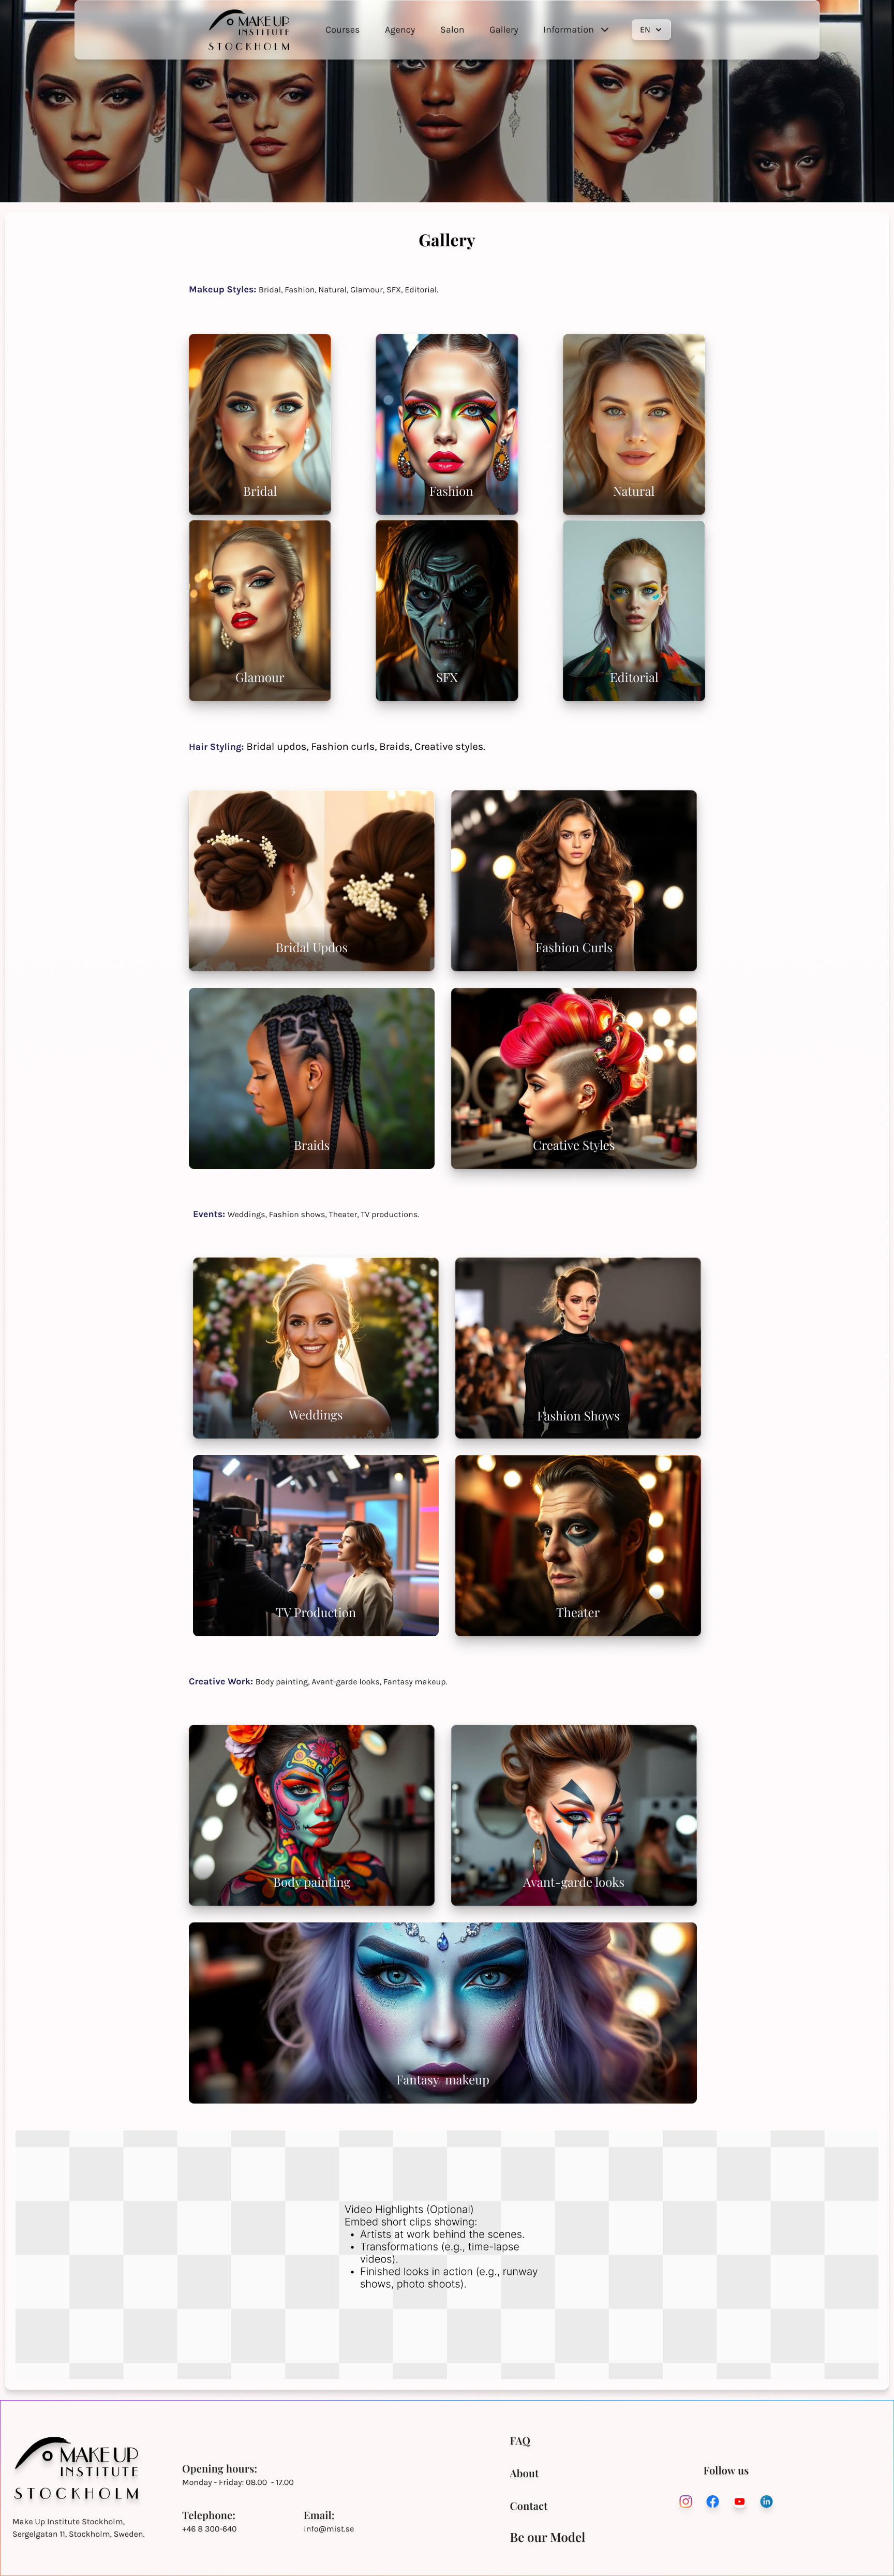 MAKE UP
INSTITUTE
STOCKHOLM
Courses
Agency
Salon
Gallery
Information
EN
Gallery
Makeup Styles: Bridal, Fashion, Natural, Glamour, SFX, Editorial.
Bridal
Fashion
Natural
Glamour
SFX
Editorial
Hair Styling: Bridal updos, Fashion curls, Braids, Creative styles.
Bridal Updos
Fashion Curls
Braids
Creative Styles
Events: Weddings, Fashion shows, Theater, TV productions.
Weddings
Fashion Shows
TV Production
Theater
Creative Work: Body painting, Avant-garde looks, Fantasy makeup.
Body painting
Avant-garde looks
Fantasy makeup
Video Highlights (Optional)
Embed short clips showing:
• Artists at work behind the scenes.
• Transformations (e.g., time-lapse
videos).
• Finished looks in action (e.g., runway
shows, photo shoots).
MAKE UP
INSTITUTE
STOCKHOLM
Make Up Institute Stockholm,
Sergelgatan 11, Stockholm, Sweden.
Opening hours:
Monday - Friday: 08.00 - 17.00
Telephone:
+46 8 300-640
Email:
info@mist.se
FAQ
About
Contact
Be our Model
Follow us
in